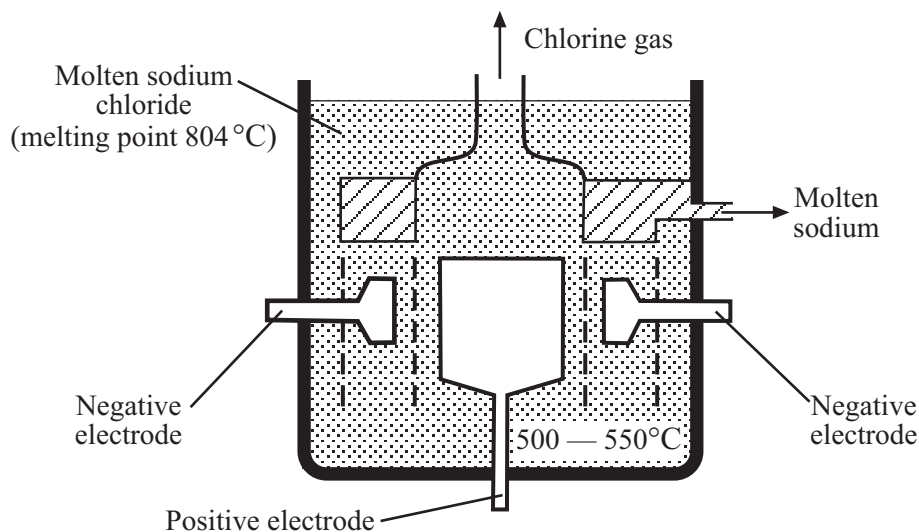 Chlorine gas
Molten sodium
chloride
(melting point 804 °C)
Molten
sodium
Negative
electrode
Negative
electrode
500 — 550°C
Positive electrode